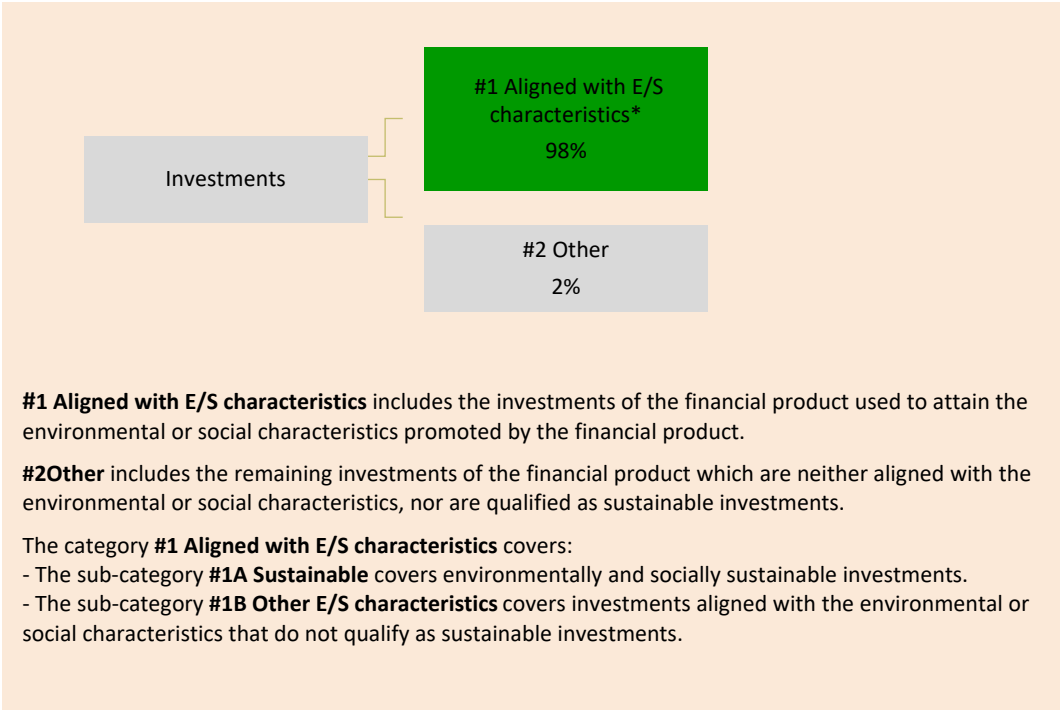 #1 Aligned with E/S
characteristics*
98%
Investments
#2 Other
2%
#1 Aligned with E/S characteristics includes the investments of the financial product used to attain the
environmental or social characteristics promoted by the financial product.
#2Other includes the remaining investments of the financial product which are neither aligned with the
environmental or social characteristics, nor are qualified as sustainable investments.
The category #1 Aligned with E/S characteristics covers:
- The sub-category #1A Sustainable covers environmentally and socially sustainable investments.
- The sub-category #1B Other E/S characteristics covers investments aligned with the environmental or
social characteristics that do not qualify as sustainable investments.